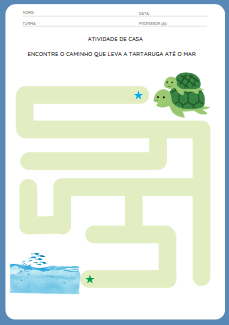 NOME: DATA:
TURMA: PROFESSOR (A):
ATIVIDADE DE CASA
ENCONTRE O CAMINHO QUE LEVA A TARTARUGA ATÉ O MAR